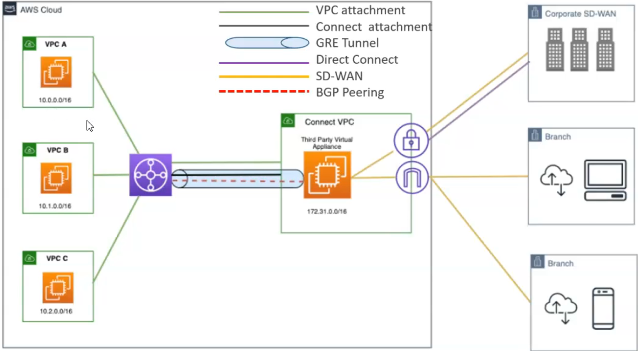 aws
AWS Cloud
VPC attachment
Connect attachment
GRE Tunnel
Direct Connect
SD-WAN
BGP Peering
Corporate SD-WAN
VPC A
10.0.0.0/16
VPC B
10.1.0.0/16
VPC C
10.2.0.0/16
Connect VPC
Third Party Virtual
Appliance
172.31.0.0/16
Branch
Branch